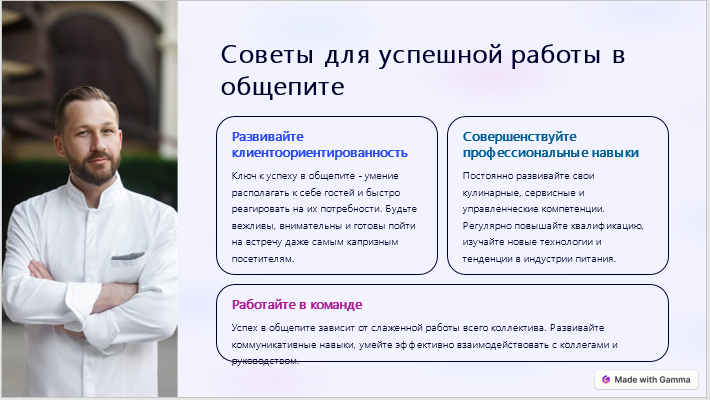 Советы для успешной работы в
общепите
Развивайте
клиентоориентированность
Ключ к успеху в общепите - умение
располагать к себе гостей и быстро
реагировать на их потребности. Будьте
вежливы, внимательны и готовы пойти
на встречу даже самым капризным
посетителям.
Совершенствуйте
профессиональные навыки
Постоянно развивайте свои
кулинарные, сервисные и
управленческие компетенции.
Регулярно повышайте квалификацию,
изучайте новые технологии и
тенденции в индустрии питания.
Работайте в команде
Успех в общепите зависит от слаженной работы всего коллектива. Развивайте
коммуникативные навыки, умейте эффективно взаимодействовать с коллегами и
руководством.
Made with Gamma